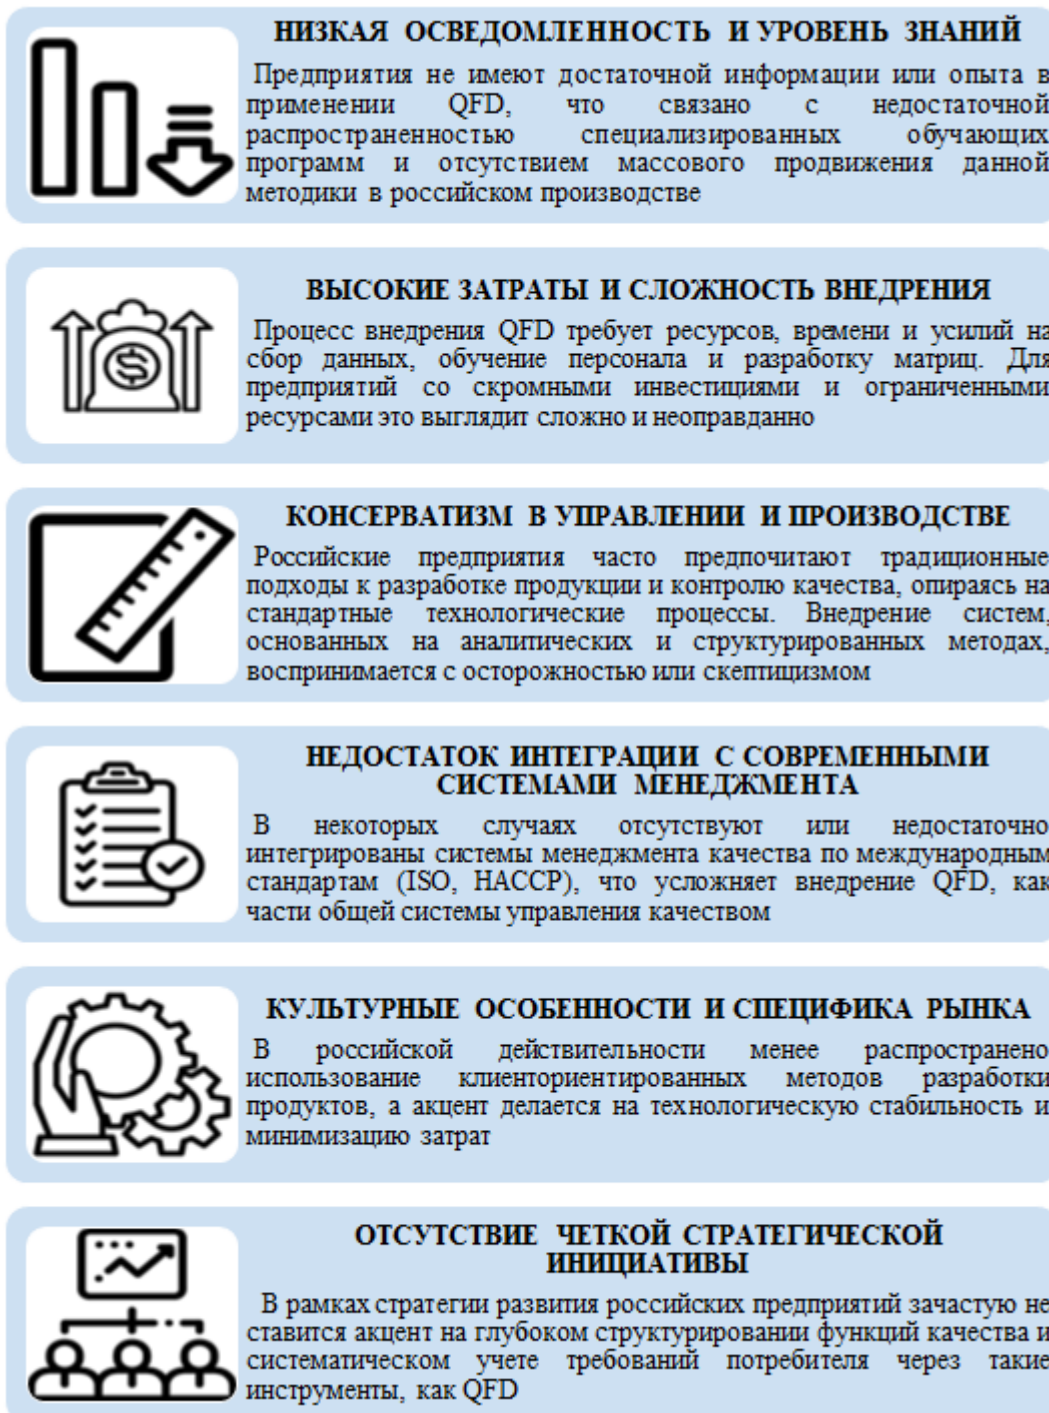 НИЗКАЯ ОСВЕДОМЛЕННОСТЬ И УРОВЕНЬ ЗНАНИЙ
Предприятия не имеют достаточной информации или опыта в
применении QFD, что связано с недостаточной
распространенностью специализированных обучающих
программ и отсутствием массового продвижения данной
методики в российском производстве
ВЫСОКИЕ ЗАТРАТЫ И СЛОЖНОСТЬ ВНЕДРЕНИЯ
Процесс внедрения QFD требует ресурсов, времени и усилий на
сбор данных, обучение персонала и разработку матриц. Для
предприятий со скромными инвестициями и ограниченными
ресурсами это выглядит сложно и неоправданно
КОНСЕРВАТИЗМ В УПРАВЛЕНИИ И ПРОИЗВОДСТВЕ
Российские предприятия часто предпочитают традиционные
подходы к разработке продукции и контролю качества, опираясь на
стандартные технологические процессы. Внедрение систем,
основанных на аналитических и структурированных методах,
воспринимается с осторожностью или скептицизмом
НЕДОСТАТОК ИНТЕГРАЦИИ С СОВРЕМЕННЫМИ
СИСТЕМАМИ МЕНЕДЖМЕНТА
В некоторых случаях отсутствуют или недостаточно
интегрированы системы менеджмента качества по международным
стандартам (ISO, HACCP), что усложняет внедрение QFD, как
части общей системы управления качеством
КУЛЬТУРНЫЕ ОСОБЕННОСТИ И СПЕЦИФИКА РЫНКА
В российской действительности менее распространено
использование клиенториентированных методов разработки
продуктов, а акцент делается на технологическую стабильность и
минимизацию затрат
ОТСУТСТВИЕ ЧЕТКОЙ СТРАТЕГИЧЕСКОЙ
ИНИЦИАТИВЫ
В рамках стратегии развития российских предприятий зачастую не
ставится акцент на глубоком структурировании функций качества и
систематическом учете требований потребителя через такие
инструменты, как QFD